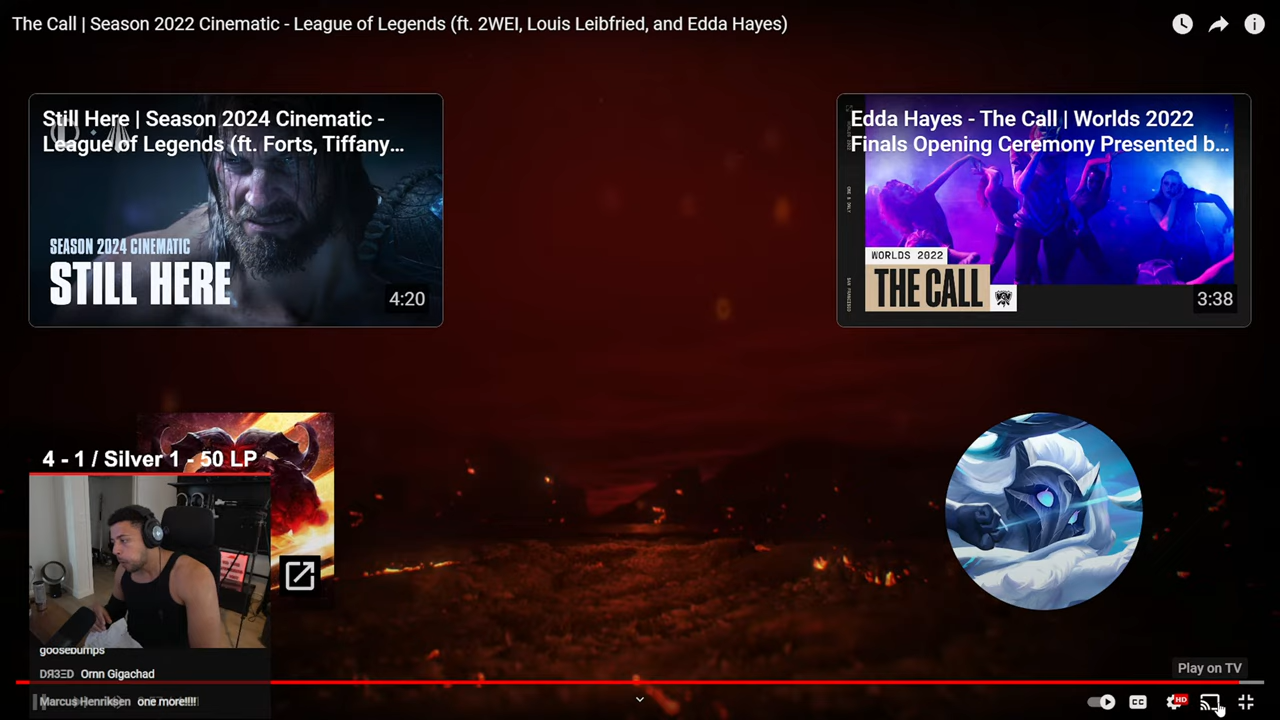 The Call | Season 2022 Cinematic - League of Legends (ft. 2WEI, Louis Leibfried, and Edda Hayes)
Still Here | Season 2024 Cinematic -
League of Legends (ft. Forts, Tiffany…
SEASON 2024 CINEMATIC
STILL HERE
4:20
Edda Hayes - The Call | Worlds 2022
Finals Opening Ceremony Presented b…
WORLDS 2022
THE CALL
3:38
4 - 1 / Silver 1 - 50 LP
goosebumps
DЯ3ΞD Omn Gigachad
Marcus Henriksen one more!!!!
Play on TV
CC
HD